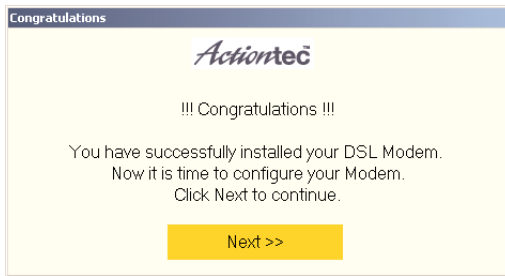 Congratulations
Actiontec
!!! Congratulations !!!
You have successfully installed your DSL Modem.
Now it is time to configure your Modem.
Click Next to continue.
Next >>